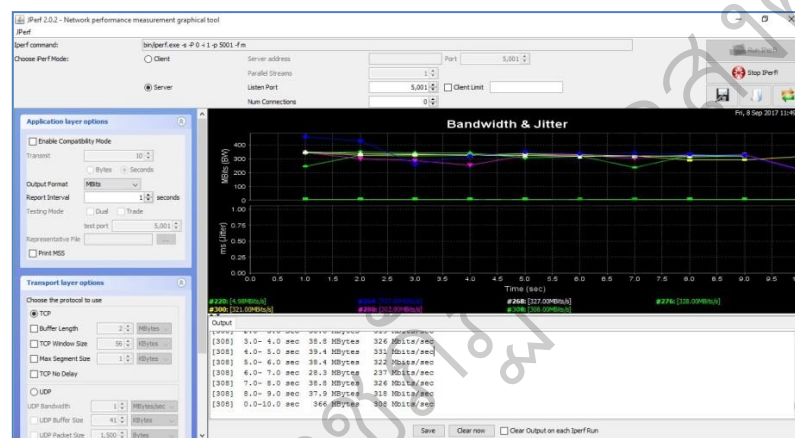 JPerf 2.0.2 - Network performance measurement graphical tool
JPerf
Iperf command:
bin/iperf.exe -s -P 0 -i 1 -p 5001 -f m
Choose iPerf Mode:
Client
Server address
Port
5,001
Parallel Streams
1
Server
Listen Port
5,001
Client Limit
Num Connections
0
Run IPerf!
Stop IPerf!
Fri, 8 Sep 2017 11:4
Application layer options
Enable Compatibility Mode
Transmit
10
Bytes
Seconds
Output Format
MBits
Report Interval
1
seconds
Testing Mode
Dual
Trade
test port
5,001
Representative File
...
Print MSS
Transport layer options
Choose the protocol to use
TCP
Buffer Length
2
MBytes
TCP Window Size
56
KBytes
Max Segment Size
1
KBytes
TCP No Delay
UDP
UDP Bandwidth
1
MBytes/sec
UDP Buffer Size
41
KBytes
UDP Packet Size
1,500
Bytes
Bandwidth & Jitter
MBits (BW)
400
300
200
100
0
ms (Jitter)
1.00
0.75
0.50
0.25
0.00
0.0 0.5 1.0 1.5 2.0 2.5 3.0 3.5 4.0 4.5 5.0 5.5 6.0 6.5 7.0 7.5 8.0 8.5 9.0 9.5
Time (sec)
#220: [4.98MBits/s]
#268: [327.00MBits/s]
#276: [328.00MBits/s]
#300: [321.00MBits/s]
#308: [308.00MBits/s]
Output
[308] 3.0- 4.0 sec 38.8 MBytes 326 Mbits/sec
[308] 4.0- 5.0 sec 39.4 MBytes 331 Mbits/sec
[308] 5.0- 6.0 sec 38.4 MBytes 322 Mbits/sec
[308] 6.0- 7.0 sec 28.3 MBytes 237 Mbits/sec
[308] 7.0- 8.0 sec 38.8 MBytes 326 Mbits/sec
[308] 8.0- 9.0 sec 37.9 MBytes 318 Mbits/sec
[308] 0.0-10.0 sec 366 MBytes 308 Mbits/sec
Save
Clear now
Clear Output on each Iperf Run